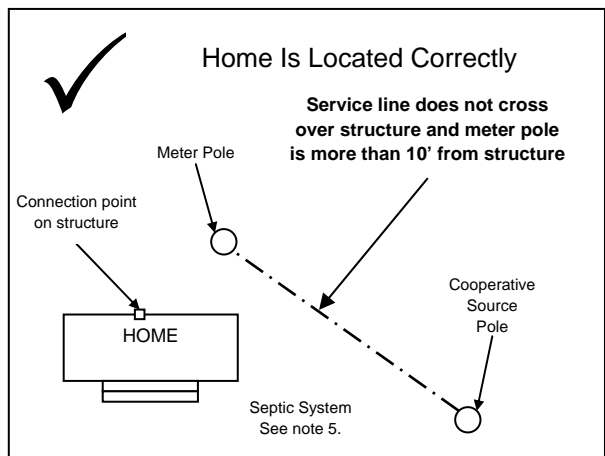 Home Is Located Correctly
Service line does not cross
over structure and meter pole
is more than 10’ from structure
Meter Pole
Connection point
on structure
Cooperative
Source
Pole
HOME
Septic System
See note 5.